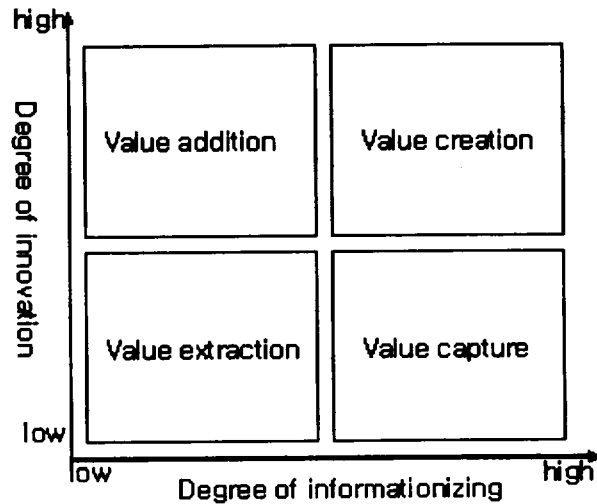 high
Degree of innovation
Value addition
Value creation
Value extraction
Value capture
low
low
high
Degree of informationizing